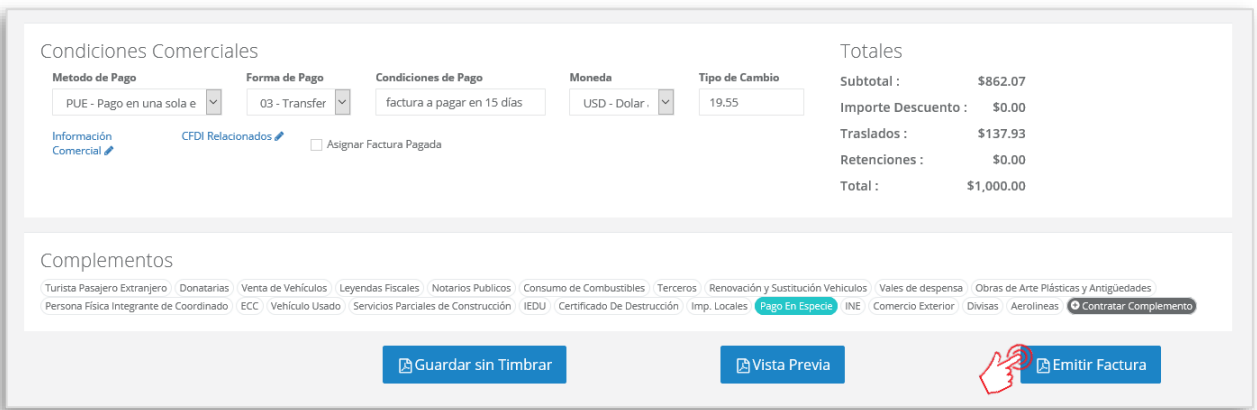 Condiciones Comerciales
Metodo de Pago Forma de Pago Condiciones de Pago Moneda Tipo de Cambio
PUE - Pago en una sola e 03 - Transfer factura a pagar en 15 días USD - Dolar 19.55
Información Comercial CFDI Relacionados Asignar Factura Pagada
Totales
Subtotal : $862.07
Importe Descuento : $0.00
Traslados : $137.93
Retenciones : $0.00
Total : $1,000.00
Complementos
Turista Pasajero Extranjero Donatarias Venta de Vehículos Leyendas Fiscales Notarios Publicos Consumo de Combustibles Terceros Renovación y Sustitución Vehiculos Vales de despensa Obras de Arte Plásticas y Antigüedades
Persona Física Integrante de Coordinado ECC Vehículo Usado Servicios Parciales de Construcción IEDU Certificado De Destrucción Imp. Locales Pago En Especie INE Comercio Exterior Divisas Aerolineas Contratar Complemento
Guardar sin Timbrar Vista Previa Emitir Factura